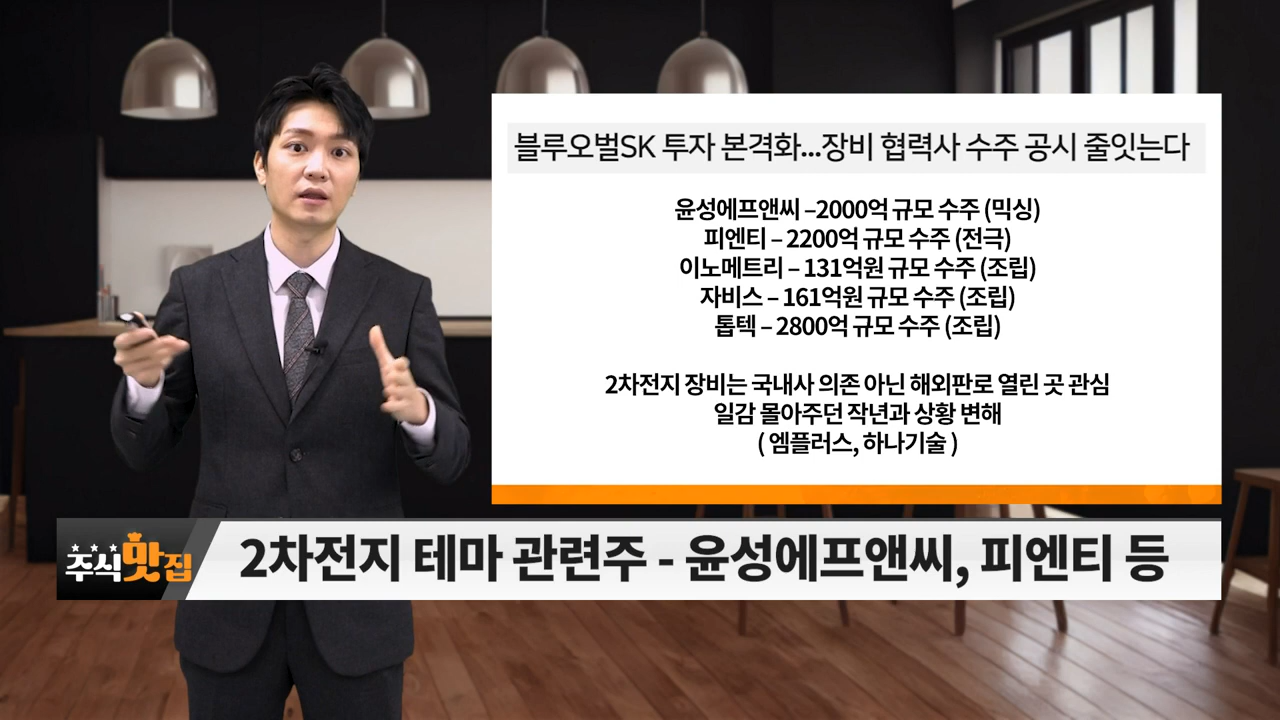 블루오벌SK 투자 본격화...장비 협력사 수주 공시 줄잇는다
윤성에프앤씨 –2000억 규모 수주 (믹싱)
피엔티 – 2200억 규모 수주 (전극)
이노메트리 – 131억원 규모 수주 (조립)
자비스 – 161억원 규모 수주 (조립)
톱텍 – 2800억 규모 수주 (조립)
2차전지 장비는 국내사 의존 아닌 해외판로 열린 곳 관심
일감 몰아주던 작년과 상황 변해
( 엠플러스, 하나기술 )
주식맛집
2차전지 테마 관련주 - 윤성에프앤씨, 피엔티 등